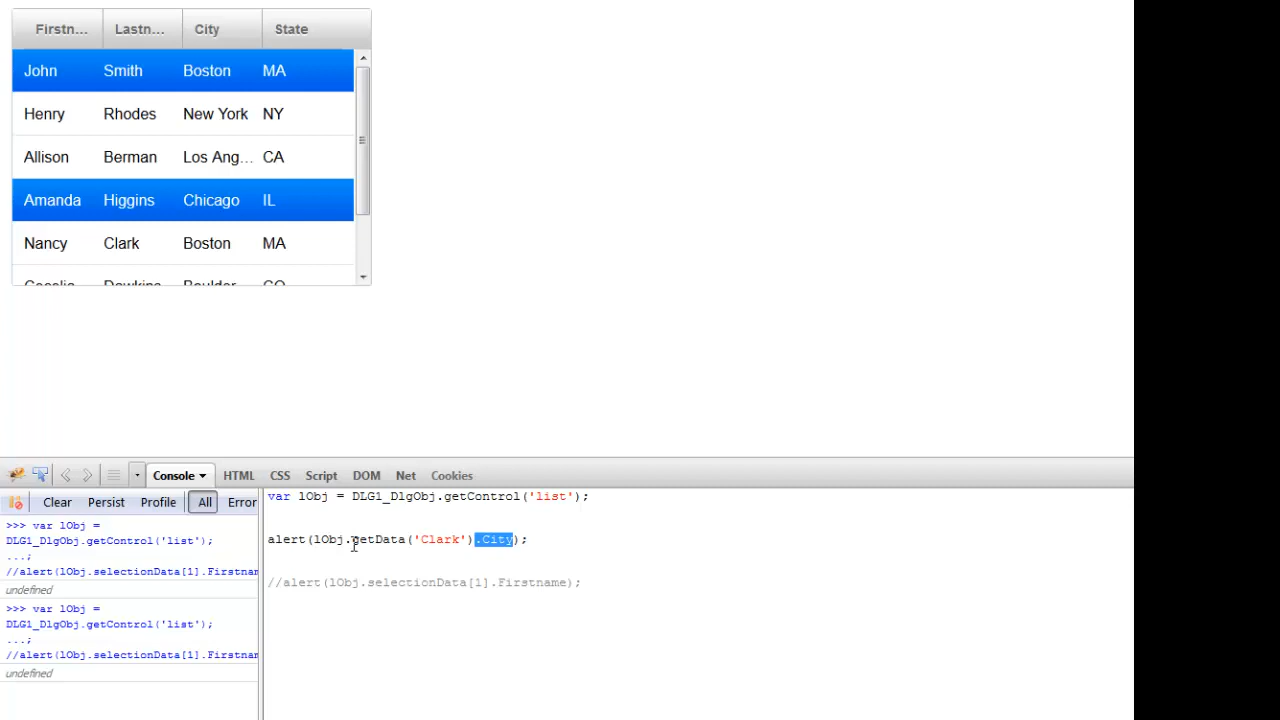 Firstn... Lastn... City State
John Smith Boston MA
Henry Rhodes New York NY
Allison Berman Los Ang... CA
Amanda Higgins Chicago IL
Nancy Clark Boston MA
Console HTML CSS Script DOM Net Cookies
Clear Persist Profile All Error
>>> var lObj =
DLG1_DlgObj.getControl('list');
...;
//alert(lObj.selectionData[1].Firstnam
undefined
>>> var lObj =
DLG1_DlgObj.getControl('list');
...;
//alert(lObj.selectionData[1].Firstnam
undefined
var lObj = DLG1_DlgObj.getControl('list');
alert(lObj.getData('Clark').City);
//alert(lObj.selectionData[1].Firstname);